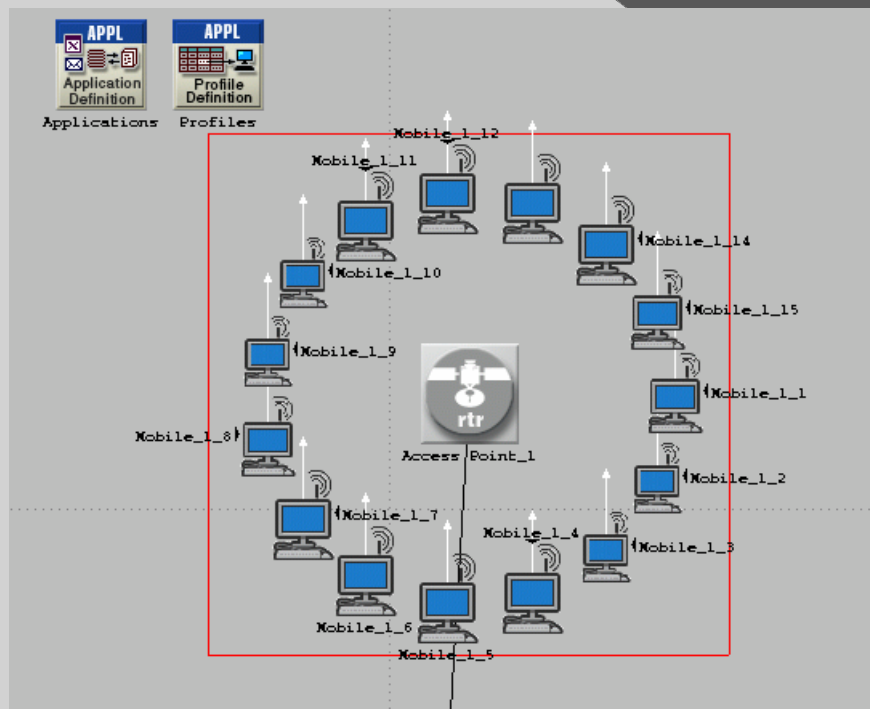 APPL
Application
Definition
Applications
APPL
Profiile
Definition
Profiles
Mobile_1_12
Mobile_1_11
Mobile_1_14
Mobile_1_10
Mobile_1_15
Mobile_1_9
Mobile_1_1
rtr
Mobile_1_8
Access Point_1
Mobile_1_2
Mobile_1_7
Mobile_1_4
Mobile_1_3
Mobile_1_6
Mobile_1_5